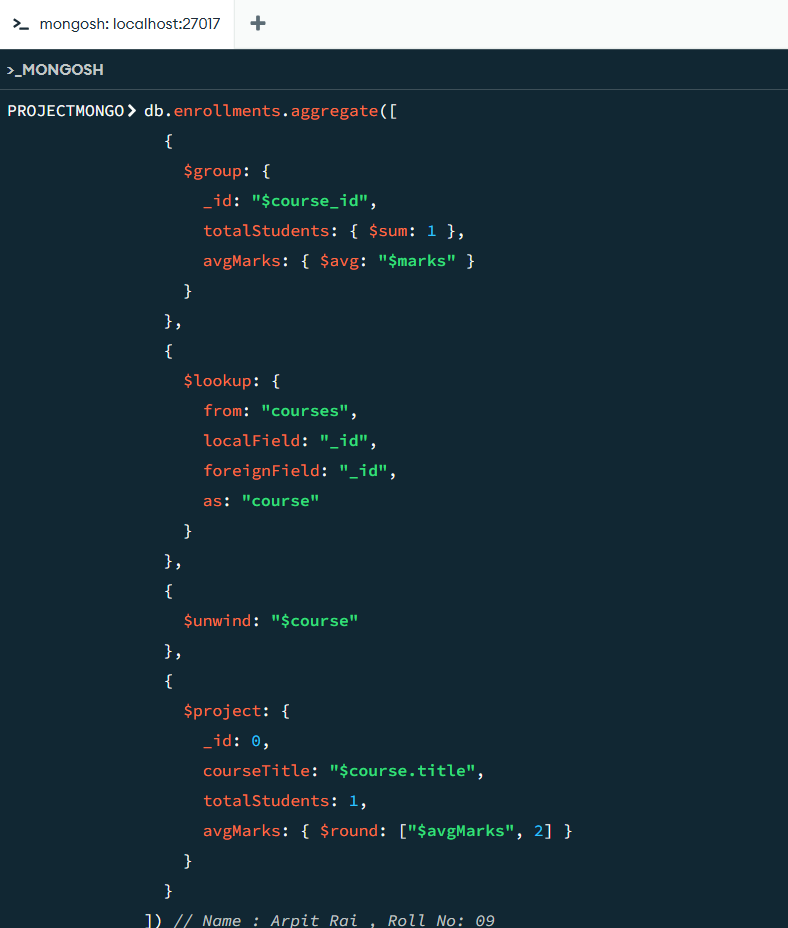 >_ mongosh: localhost:27017 +
>_MONGOSH
PROJECTMONGO> db.enrollments.aggregate([
{
$group: {
_id: "$course_id",
totalStudents: { $sum: 1 },
avgMarks: { $avg: "$marks" }
}
},
{
$lookup: {
from: "courses",
localField: "_id",
foreignField: "_id",
as: "course"
}
},
{
$unwind: "$course"
},
{
$project: {
_id: 0,
courseTitle: "$course.title",
totalStudents: 1,
avgMarks: { $round: ["$avgMarks", 2] }
}
}
]) // Name : Arpit Rai , Roll No: 09